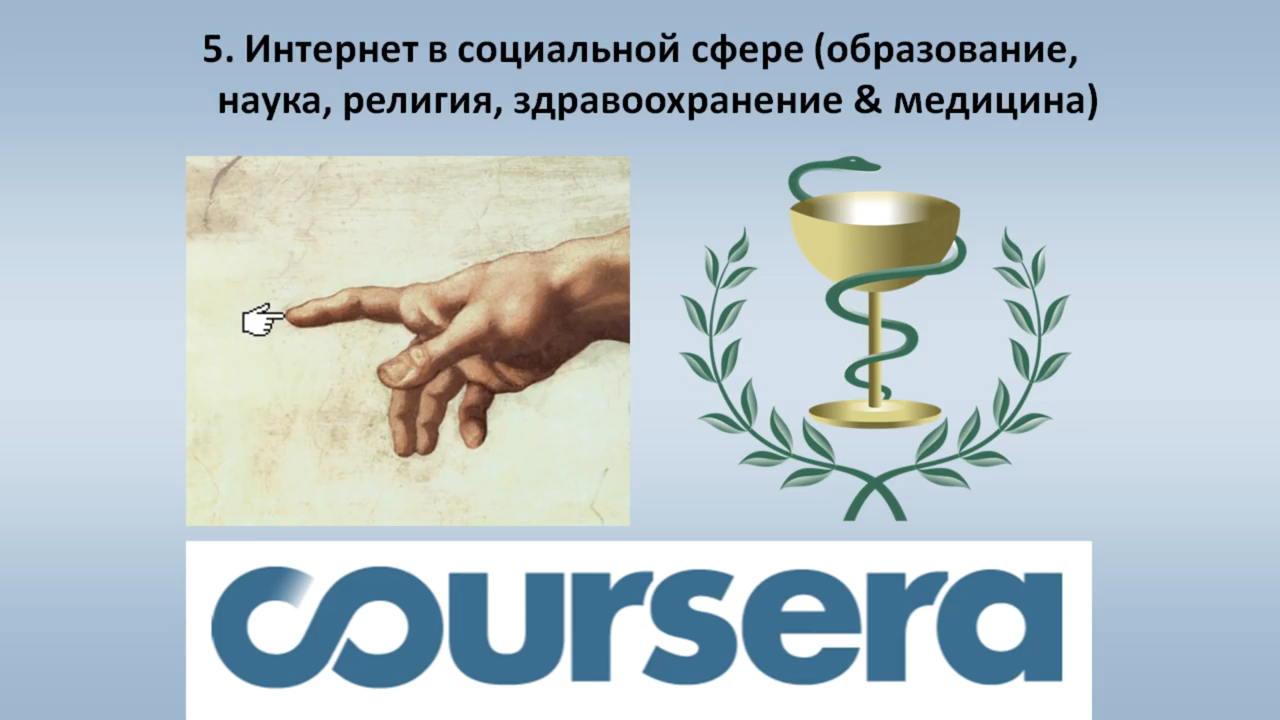 5. Интернет в социальной сфере (образование,
наука, религия, здравоохранение & медицина)
coursera